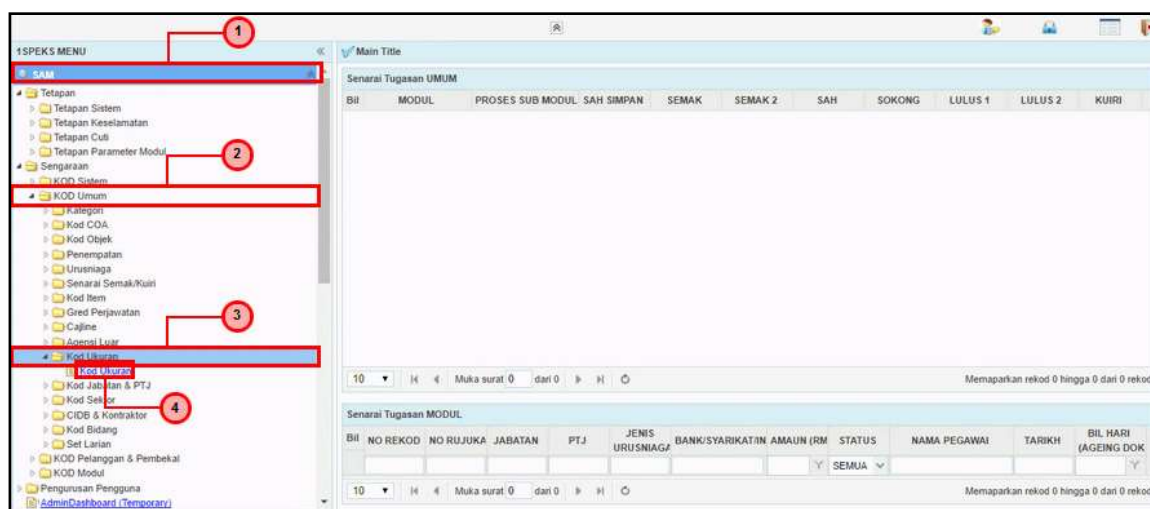 1
1SPEKS MENU
Main Title
SAM
Senarai Tugasan UMUM
Bil MODUL PROSES SUB MODUL SAH SIMPAN SEMAK SEMAK 2 SAH SOKONG LULUS 1 LULUS 2 KUIRI
Tetapan
Tetapan Sistem
Tetapan Keselamatan
Tetapan Cuti
Tetapan Parameter Modul
2
Sengaraan
KOD Sistem
KOD Umum
Kategori
Kod COA
Kod Objek
Penempatan
Urusniaga
Senarai Semak/Kuiri
Kod Item
Gred Perjawatan
3
Cajline
Agensi Luar
Kod Ukuran
Kod Ukuran
Kod Jabatan & PTJ
Kod Sektor
4
CIDB & Kontraktor
Kod Bidang
Set Larian
KOD Pelanggan & Pembekal
KOD Modul
Pengurusan Pengguna
AdminDashboard (Temporary)
10 Muka surat 0 dari 0 Memaparkan rekod 0 hingga 0 dari 0 rekod
Senarai Tugasan MODUL
Bil NO REKOD NO RUJUKA JABATAN PTJ JENIS URUSNIAGA BANK/SYARIKAT/IN AMAUN (RM STATUS NAMA PEGAWAI TARIKH BIL HARI (AGEING DOK
SEMUA
10 Muka surat 0 dari 0 Memaparkan rekod 0 hingga 0 dari 0 rekod